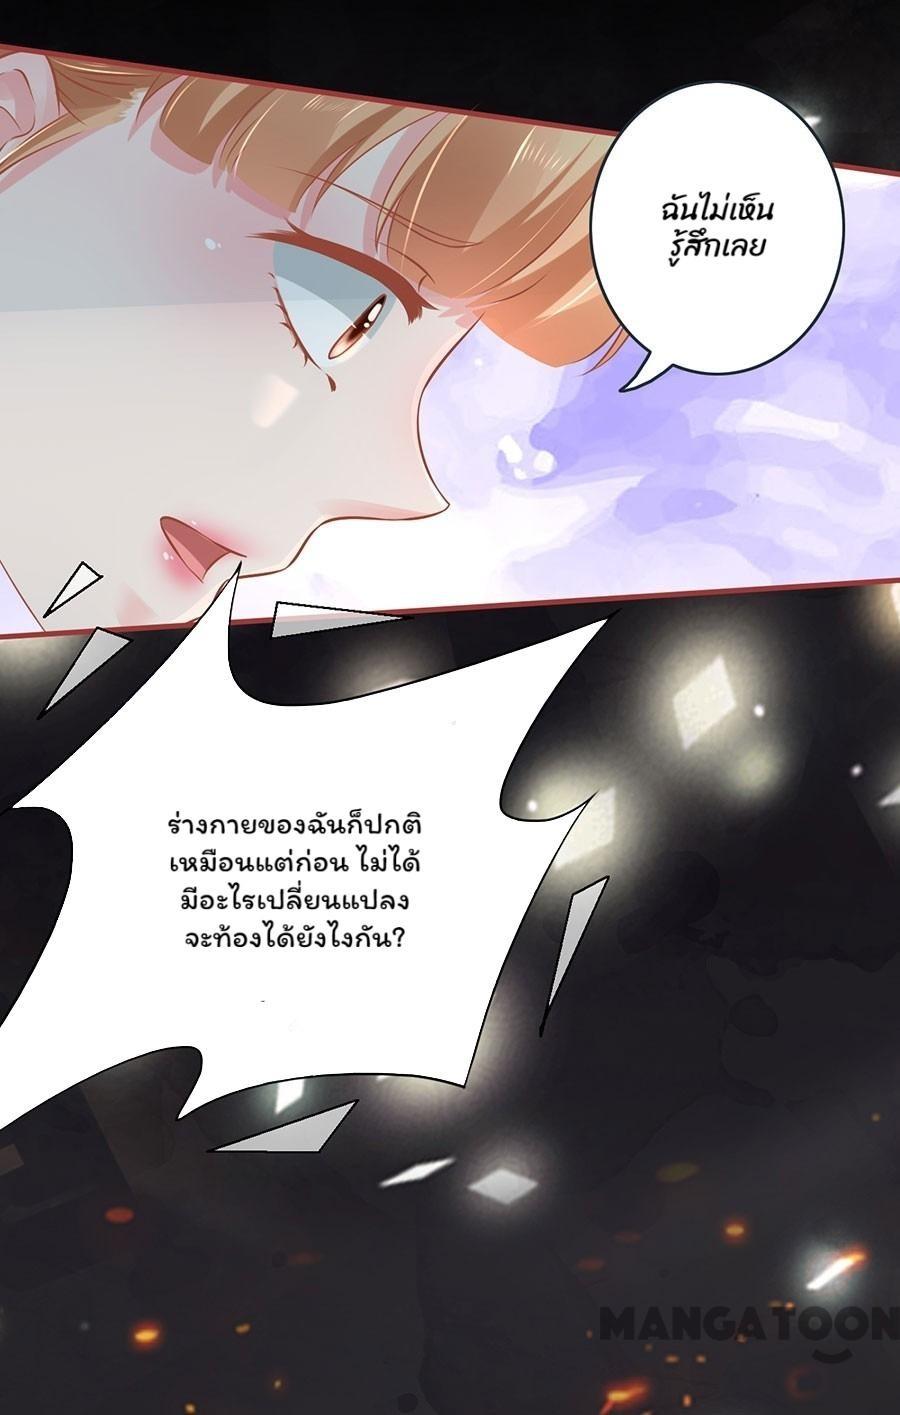 ฉันไม่เห็น
รู้สึกเลย
ร่างกายของฉันก็ปกติ
เหมือนแต่ก่อน ไม่ได้
มีอะไรเปลี่ยนแปลง
จะท้องได้ยังไงกัน?
MANGATOON